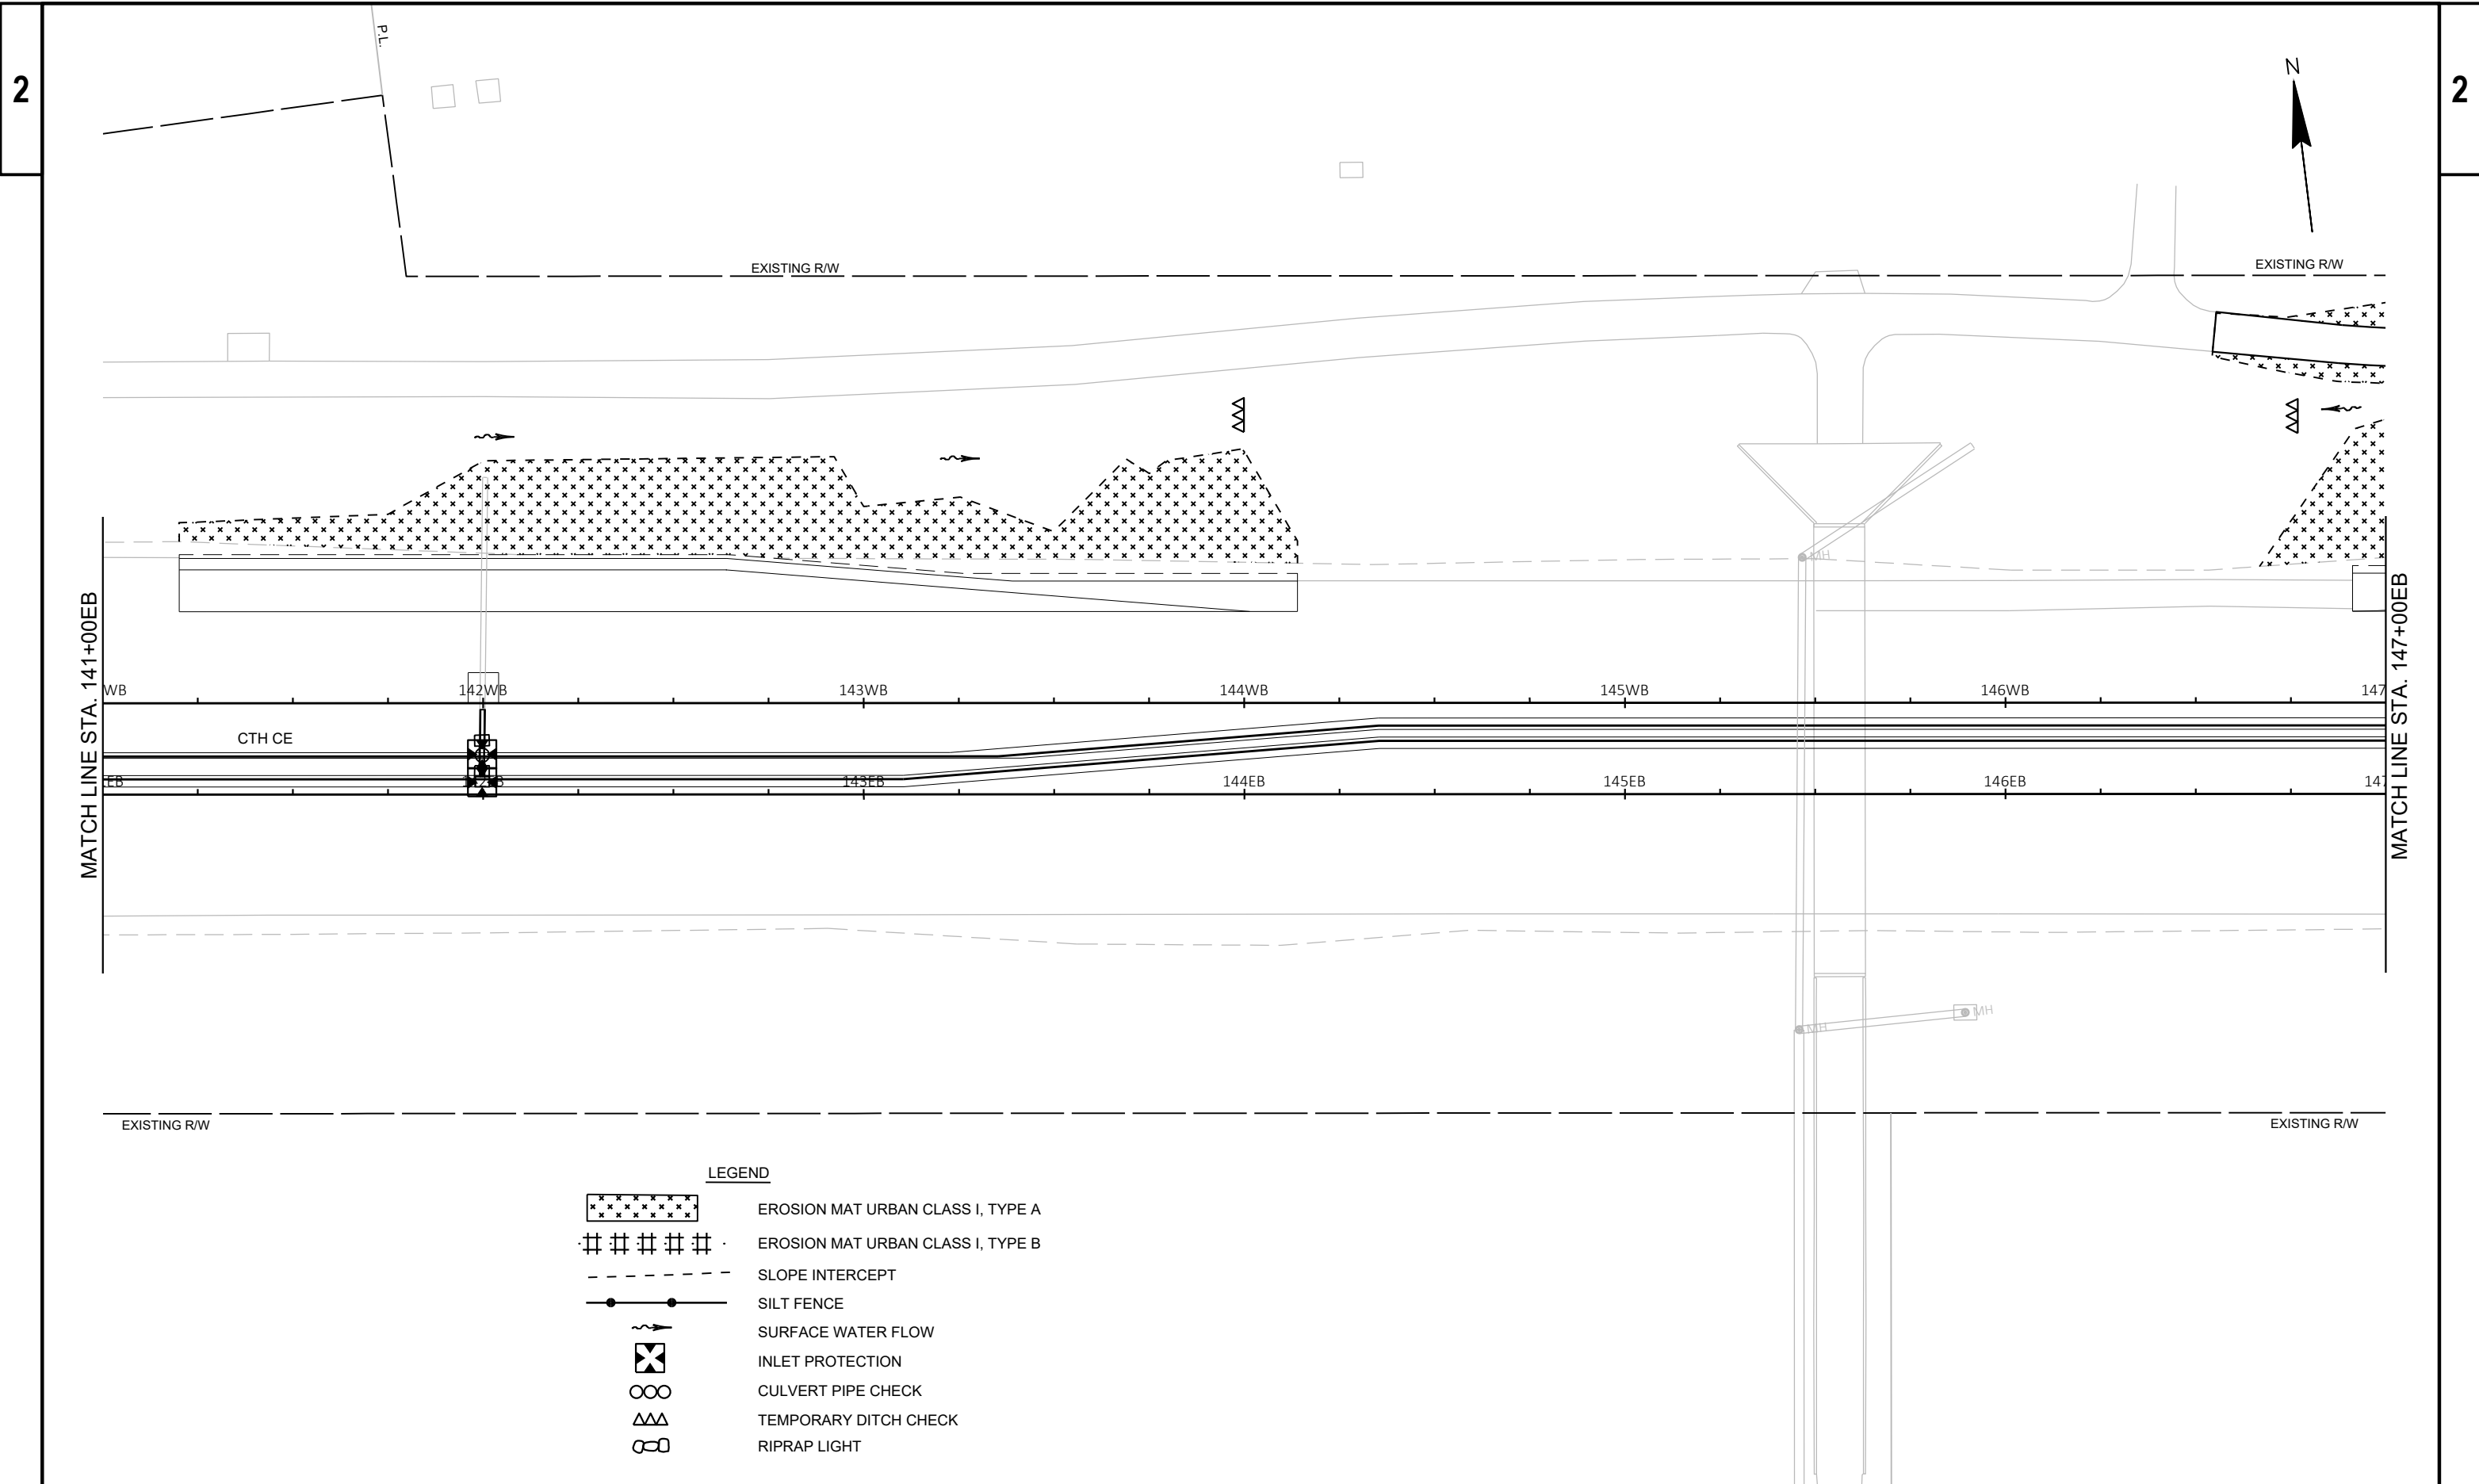 2
2
P.L.
N
EXISTING R/W
EXISTING R/W
MH
MATCH LINE STA. 141+00EB
MATCH LINE STA. 147+00EB
WB
142WB
143WB
144WB
145WB
146WB
147
CTH CE
EB
143EB
144EB
145EB
146EB
147
MH
MH
EXISTING R/W
EXISTING R/W
LEGEND
EROSION MAT URBAN CLASS I, TYPE A
EROSION MAT URBAN CLASS I, TYPE B
SLOPE INTERCEPT
SILT FENCE
SURFACE WATER FLOW
INLET PROTECTION
CULVERT PIPE CHECK
TEMPORARY DITCH CHECK
RIPRAP LIGHT